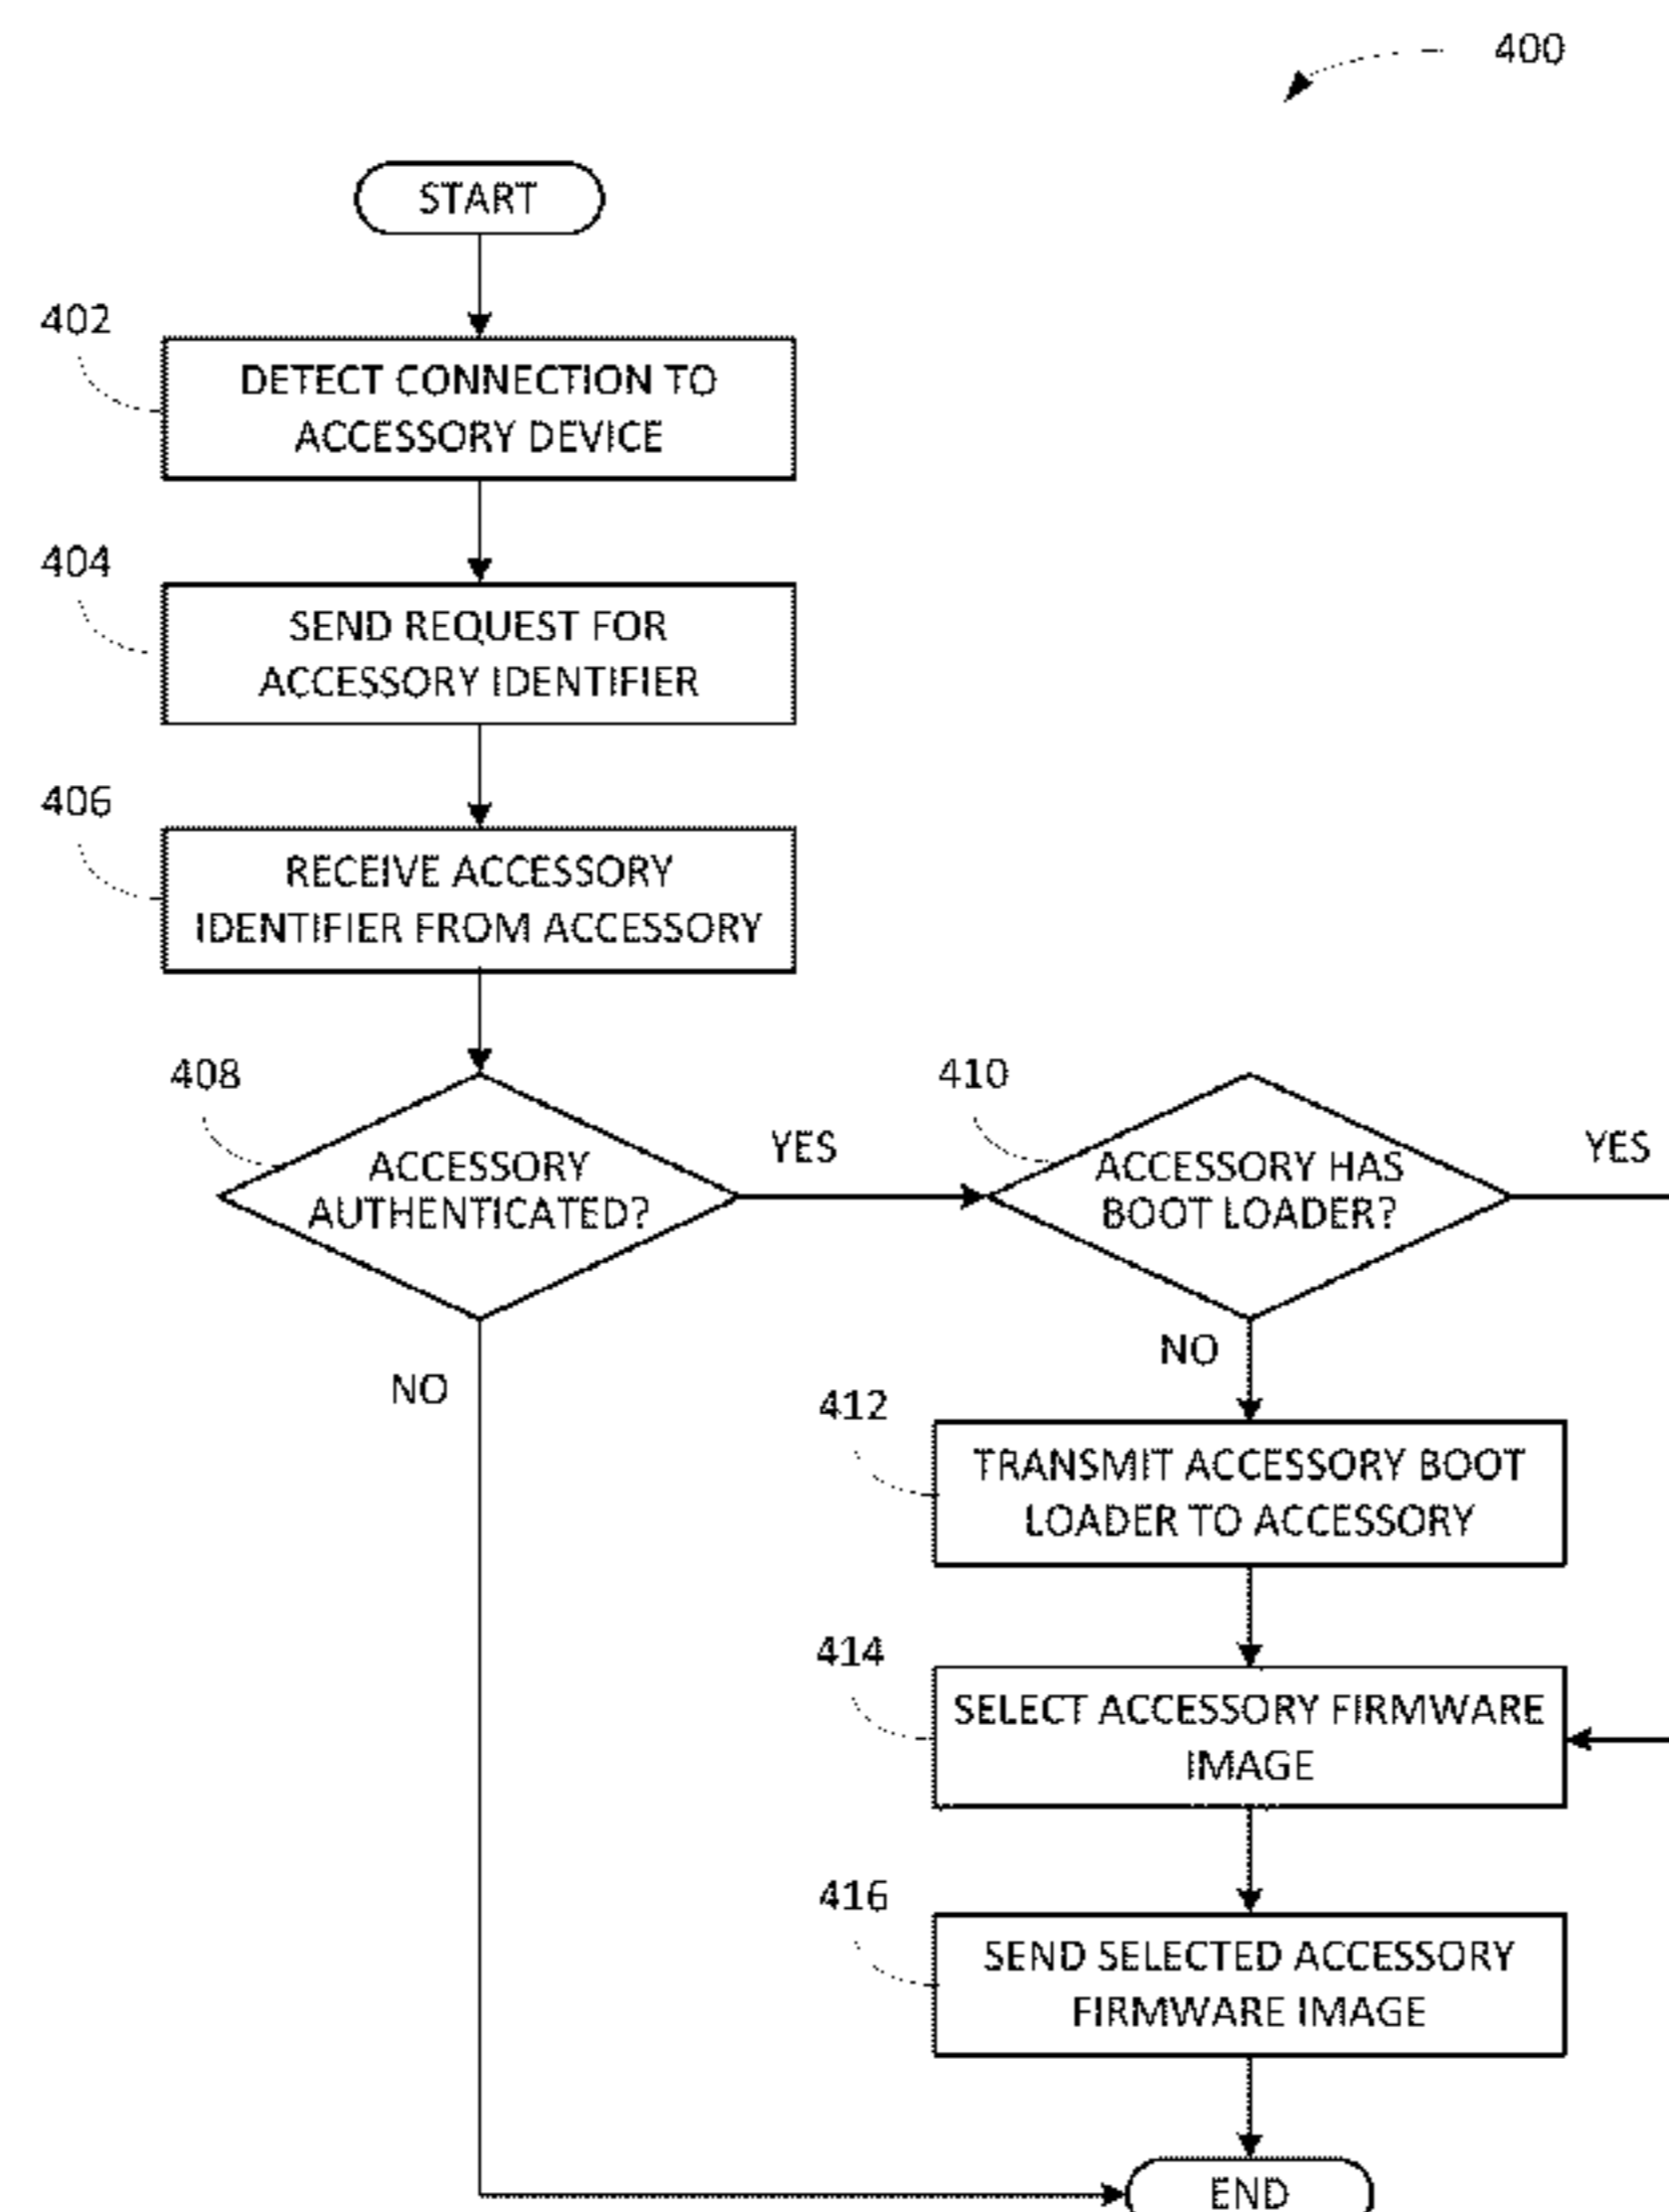 400
START
402
DETECT CONNECTION TO
ACCESSORY DEVICE
404
SEND REQUEST FOR
ACCESSORY IDENTIFIER
406
RECEIVE ACCESSORY
IDENTIFIER FROM ACCESSORY
408
ACCESSORY
AUTHENTICATED?
YES
NO
410
ACCESSORY HAS
BOOT LOADER?
YES
NO
412
TRANSMIT ACCESSORY BOOT
LOADER TO ACCESSORY
414
SELECT ACCESSORY FIRMWARE
IMAGE
416
SEND SELECTED ACCESSORY
FIRMWARE IMAGE
END